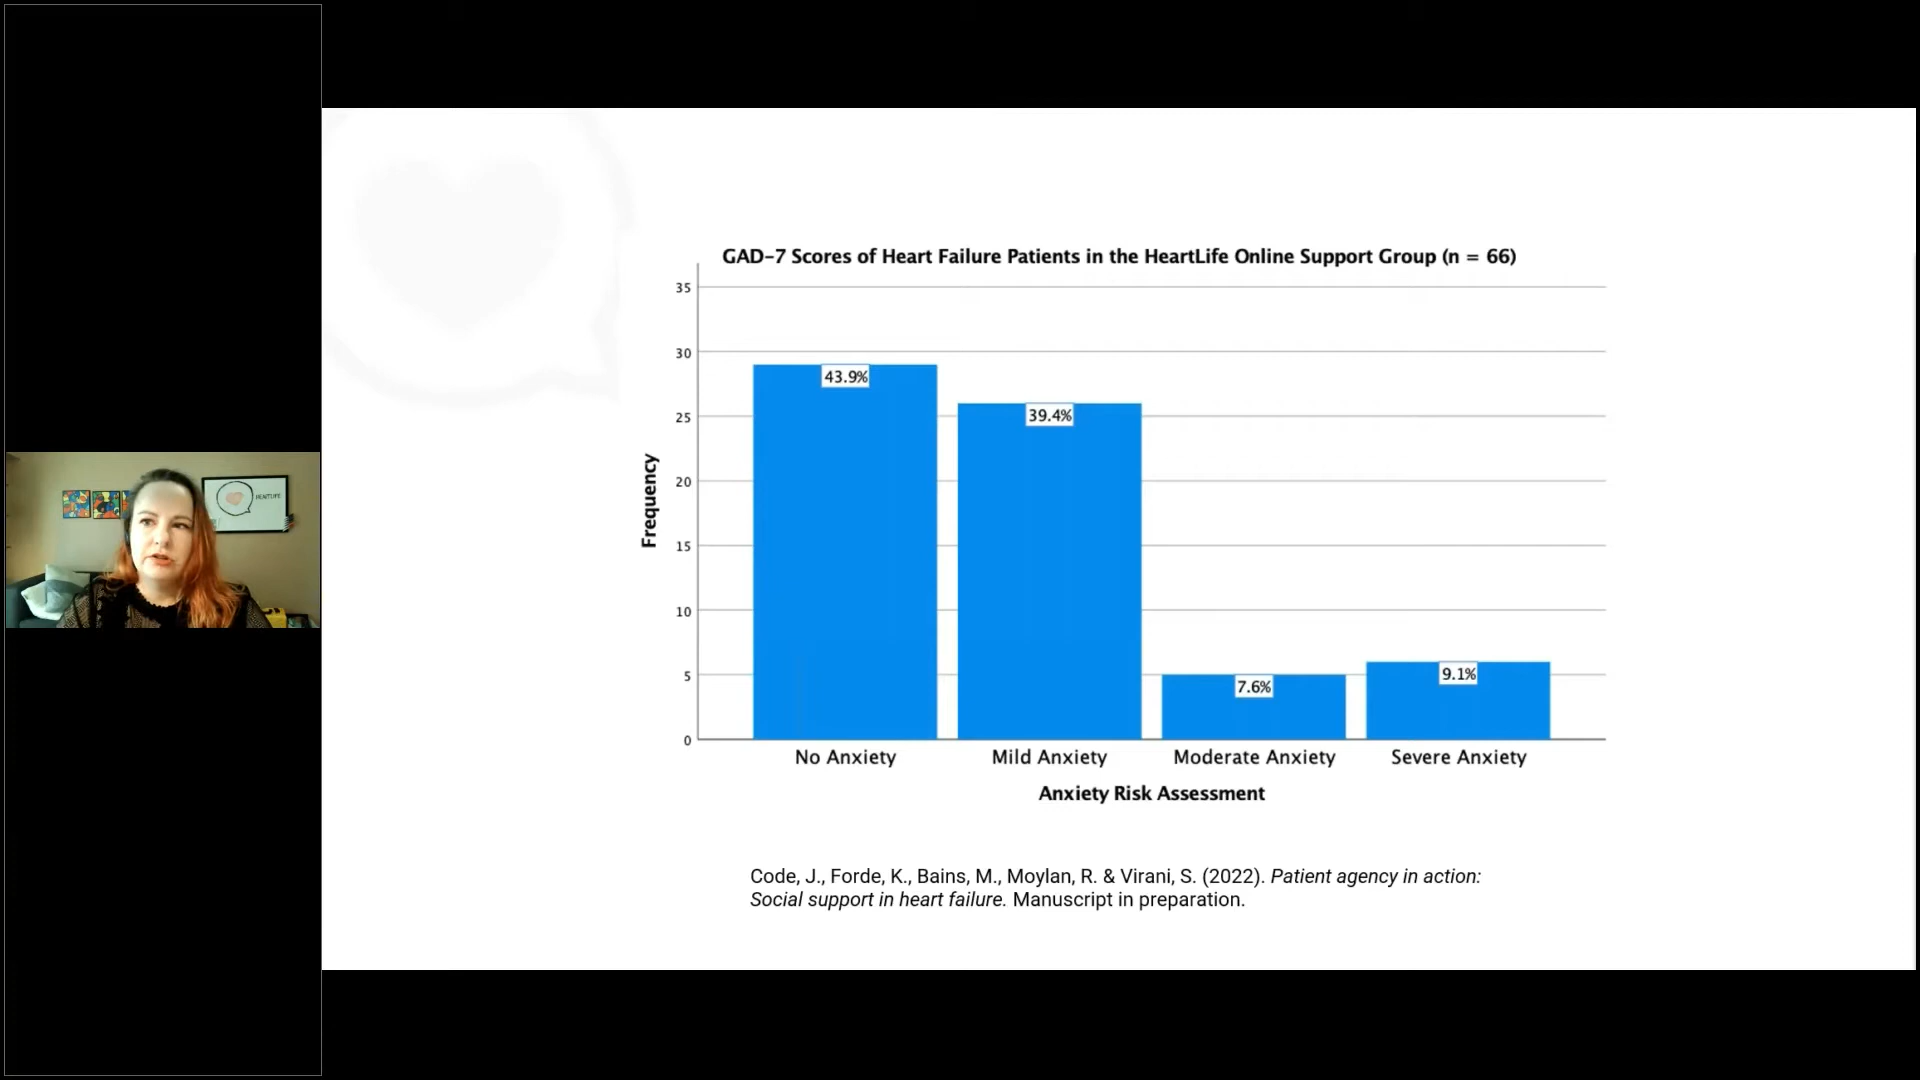 HEARTLIFE
GAD-7 Scores of Heart Failure Patients in the HeartLife Online Support Group (n = 66)
35
30
25
20
15
10
5
0
Frequency
43.9%
39.4%
7.6%
9.1%
No Anxiety
Mild Anxiety
Moderate Anxiety
Severe Anxiety
Anxiety Risk Assessment
Code, J., Forde, K., Bains, M., Moylan, R. & Virani, S. (2022). Patient agency in action:
Social support in heart failure. Manuscript in preparation.